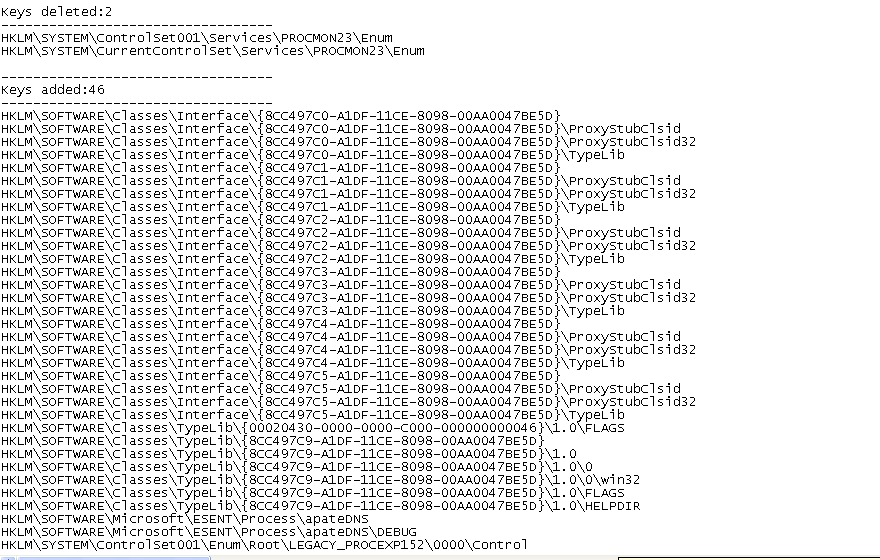 Keys deleted:2
----------------------------------
HKLM\SYSTEM\ControlSet001\Services\PROCMON23\Enum
HKLM\SYSTEM\CurrentControlSet\Services\PROCMON23\Enum
----------------------------------
Keys added:46
----------------------------------
HKLM\SOFTWARE\Classes\Interface\{8CC497C0-A1DF-11CE-8098-00AA0047BE5D}
HKLM\SOFTWARE\Classes\Interface\{8CC497C0-A1DF-11CE-8098-00AA0047BE5D}\ProxyStubClsid
HKLM\SOFTWARE\Classes\Interface\{8CC497C0-A1DF-11CE-8098-00AA0047BE5D}\ProxyStubClsid32
HKLM\SOFTWARE\Classes\Interface\{8CC497C0-A1DF-11CE-8098-00AA0047BE5D}\TypeLib
HKLM\SOFTWARE\Classes\Interface\{8CC497C1-A1DF-11CE-8098-00AA0047BE5D}
HKLM\SOFTWARE\Classes\Interface\{8CC497C1-A1DF-11CE-8098-00AA0047BE5D}\ProxyStubClsid
HKLM\SOFTWARE\Classes\Interface\{8CC497C1-A1DF-11CE-8098-00AA0047BE5D}\ProxyStubClsid32
HKLM\SOFTWARE\Classes\Interface\{8CC497C1-A1DF-11CE-8098-00AA0047BE5D}\TypeLib
HKLM\SOFTWARE\Classes\Interface\{8CC497C2-A1DF-11CE-8098-00AA0047BE5D}
HKLM\SOFTWARE\Classes\Interface\{8CC497C2-A1DF-11CE-8098-00AA0047BE5D}\ProxyStubClsid
HKLM\SOFTWARE\Classes\Interface\{8CC497C2-A1DF-11CE-8098-00AA0047BE5D}\ProxyStubClsid32
HKLM\SOFTWARE\Classes\Interface\{8CC497C2-A1DF-11CE-8098-00AA0047BE5D}\TypeLib
HKLM\SOFTWARE\Classes\Interface\{8CC497C3-A1DF-11CE-8098-00AA0047BE5D}
HKLM\SOFTWARE\Classes\Interface\{8CC497C3-A1DF-11CE-8098-00AA0047BE5D}\ProxyStubClsid
HKLM\SOFTWARE\Classes\Interface\{8CC497C3-A1DF-11CE-8098-00AA0047BE5D}\ProxyStubClsid32
HKLM\SOFTWARE\Classes\Interface\{8CC497C3-A1DF-11CE-8098-00AA0047BE5D}\TypeLib
HKLM\SOFTWARE\Classes\Interface\{8CC497C4-A1DF-11CE-8098-00AA0047BE5D}
HKLM\SOFTWARE\Classes\Interface\{8CC497C4-A1DF-11CE-8098-00AA0047BE5D}\ProxyStubClsid
HKLM\SOFTWARE\Classes\Interface\{8CC497C4-A1DF-11CE-8098-00AA0047BE5D}\ProxyStubClsid32
HKLM\SOFTWARE\Classes\Interface\{8CC497C4-A1DF-11CE-8098-00AA0047BE5D}\TypeLib
HKLM\SOFTWARE\Classes\Interface\{8CC497C5-A1DF-11CE-8098-00AA0047BE5D}
HKLM\SOFTWARE\Classes\Interface\{8CC497C5-A1DF-11CE-8098-00AA0047BE5D}\ProxyStubClsid
HKLM\SOFTWARE\Classes\Interface\{8CC497C5-A1DF-11CE-8098-00AA0047BE5D}\ProxyStubClsid32
HKLM\SOFTWARE\Classes\Interface\{8CC497C5-A1DF-11CE-8098-00AA0047BE5D}\TypeLib
HKLM\SOFTWARE\Classes\TypeLib\{00020430-0000-0000-C000-000000000046}\1.0\FLAGS
HKLM\SOFTWARE\Classes\TypeLib\{8CC497C9-A1DF-11CE-8098-00AA0047BE5D}
HKLM\SOFTWARE\Classes\TypeLib\{8CC497C9-A1DF-11CE-8098-00AA0047BE5D}\1.0
HKLM\SOFTWARE\Classes\TypeLib\{8CC497C9-A1DF-11CE-8098-00AA0047BE5D}\1.0\0
HKLM\SOFTWARE\Classes\TypeLib\{8CC497C9-A1DF-11CE-8098-00AA0047BE5D}\1.0\0\win32
HKLM\SOFTWARE\Classes\TypeLib\{8CC497C9-A1DF-11CE-8098-00AA0047BE5D}\1.0\FLAGS
HKLM\SOFTWARE\Classes\TypeLib\{8CC497C9-A1DF-11CE-8098-00AA0047BE5D}\1.0\HELPDIR
HKLM\SOFTWARE\Microsoft\ESENT\Process\apateDNS
HKLM\SOFTWARE\Microsoft\ESENT\Process\apateDNS\DEBUG
HKLM\SYSTEM\ControlSet001\Enum\Root\LEGACY_PROCEXP152\0000\Control